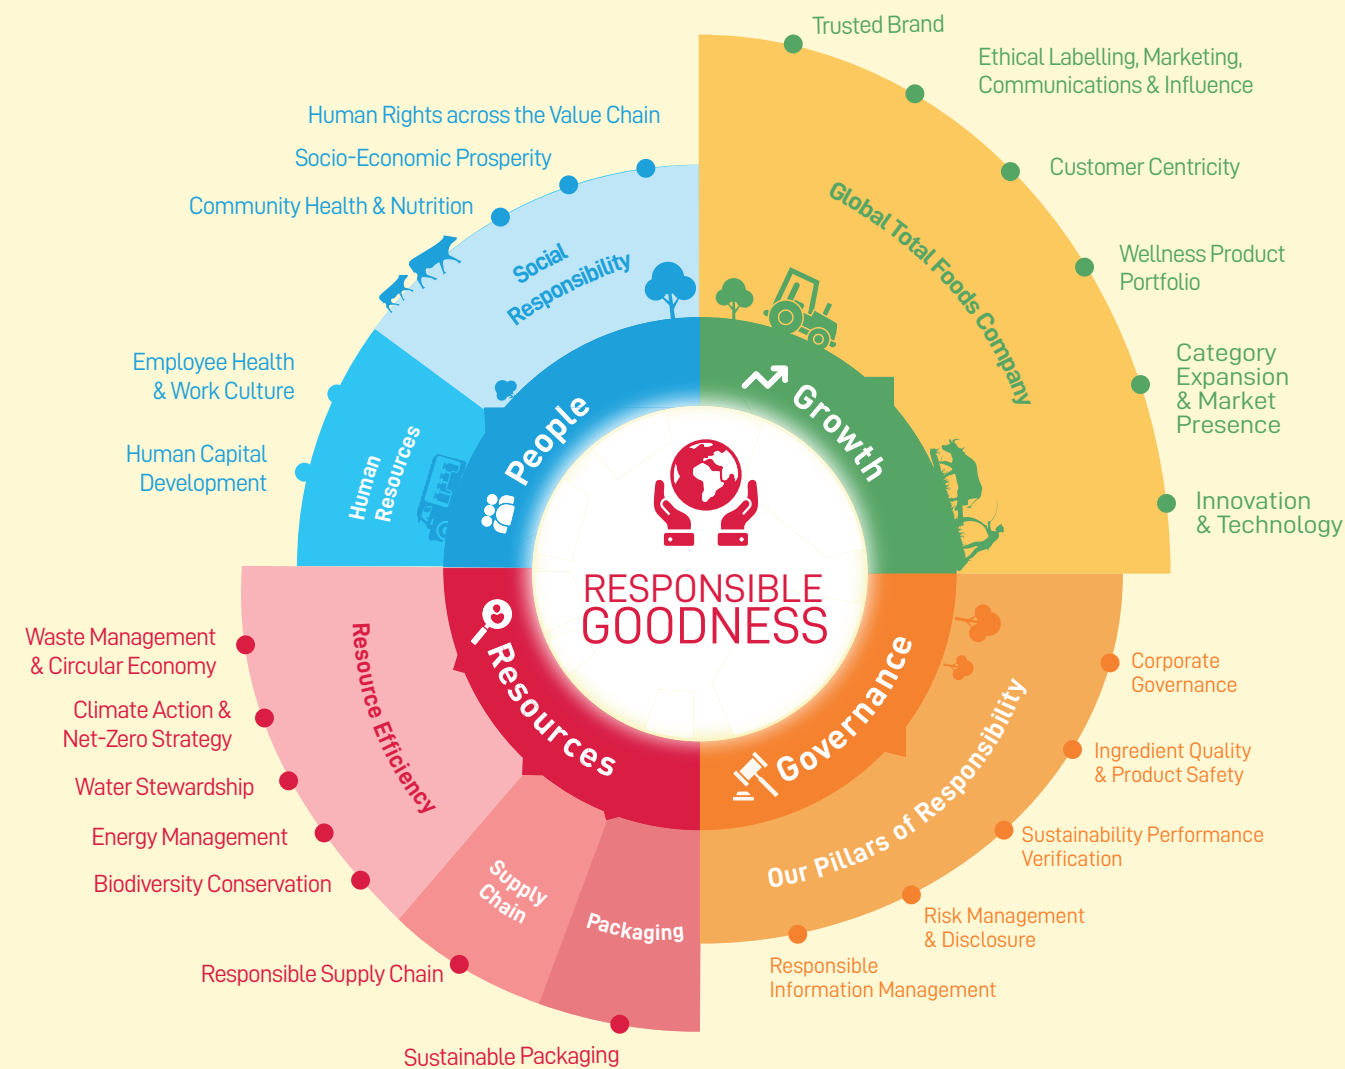 RESPONSIBLE
GOODNESS
Growth
Global Total Foods Company
Trusted Brand
Ethical Labelling, Marketing,
Communications & Influence
Customer Centricity
Wellness Product
Portfolio
Category
Expansion
& Market
Presence
Innovation
& Technology
Governance
Our Pillars of Responsibility
Corporate
Governance
Ingredient Quality
& Product Safety
Sustainability Performance
Verification
Risk Management
& Disclosure
Responsible
Information Management
Resources
Packaging
Sustainable Packaging
Supply
Chain
Responsible Supply Chain
Resource Efficiency
Biodiversity Conservation
Energy Management
Water Stewardship
Climate Action &
Net-Zero Strategy
Waste Management
& Circular Economy
People
Human
Resources
Human Capital
Development
Employee Health
& Work Culture
Social
Responsibility
Community Health & Nutrition
Socio-Economic Prosperity
Human Rights across the Value Chain